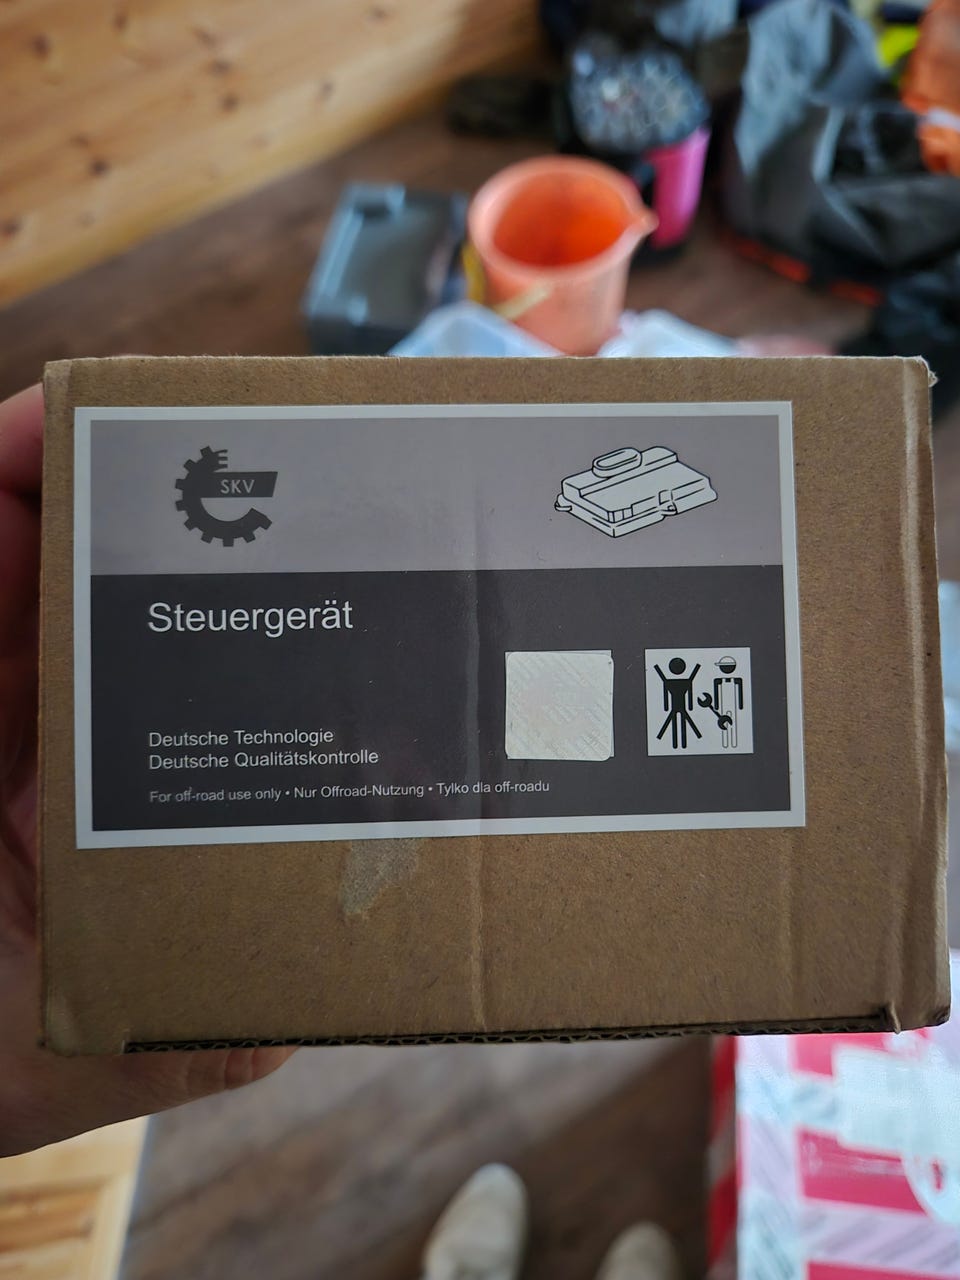 E
SKV
Steuergerät
Deutsche Technologie
Deutsche Qualitätskontrolle
For off-road use only • Nur Offroad-Nutzung • Tylko dla off-roadu